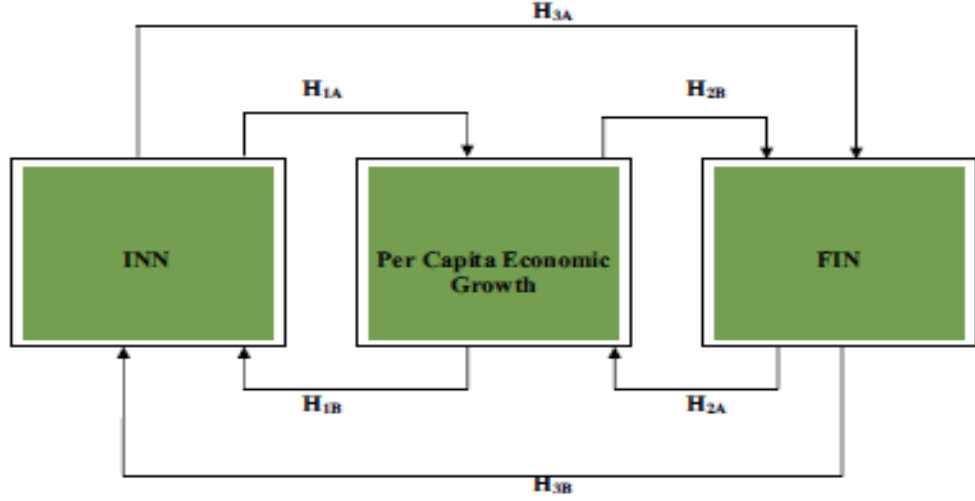 H3A
H1A
H2B
INN
Per Capita Economic
Growth
FIN
H1B
H2A
H3B